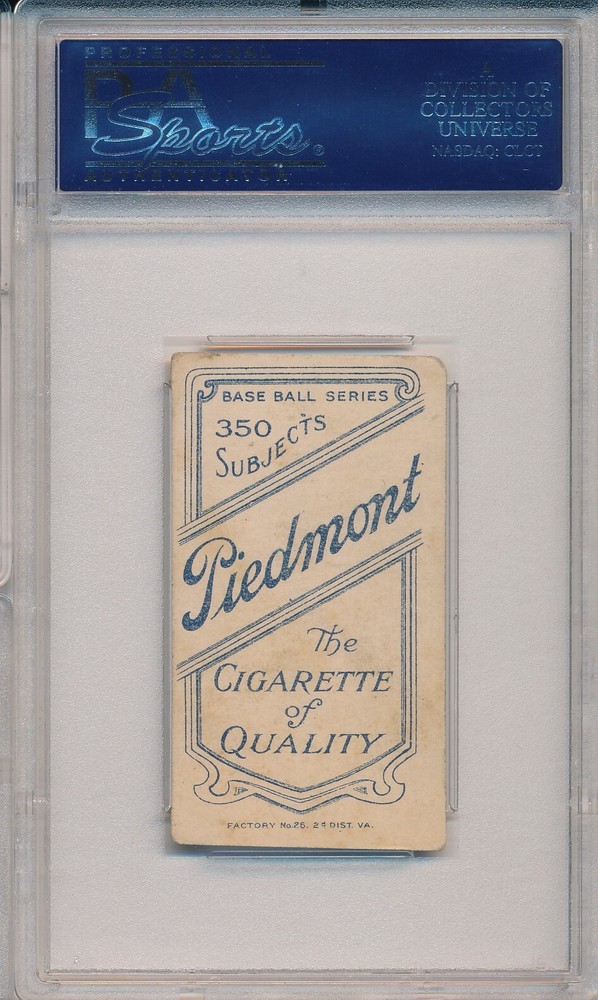 PROFESSIONAL
PSA
Sports®
AUTHENTICATOR
A
DIVISION OF
COLLECTORS
UNIVERSE
NASDAQ: CLCT
BASE BALL SERIES
350
SUBJECTS
Piedmont
The
CIGARETTE
of
QUALITY
FACTORY No.25. 2d DIST. VA.